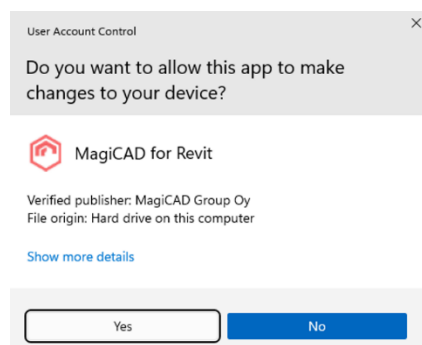 User Account Control
Do you want to allow this app to make
changes to your device?
MagiCAD for Revit
Verified publisher: MagiCAD Group Oy
File origin: Hard drive on this computer
Show more details
Yes
No